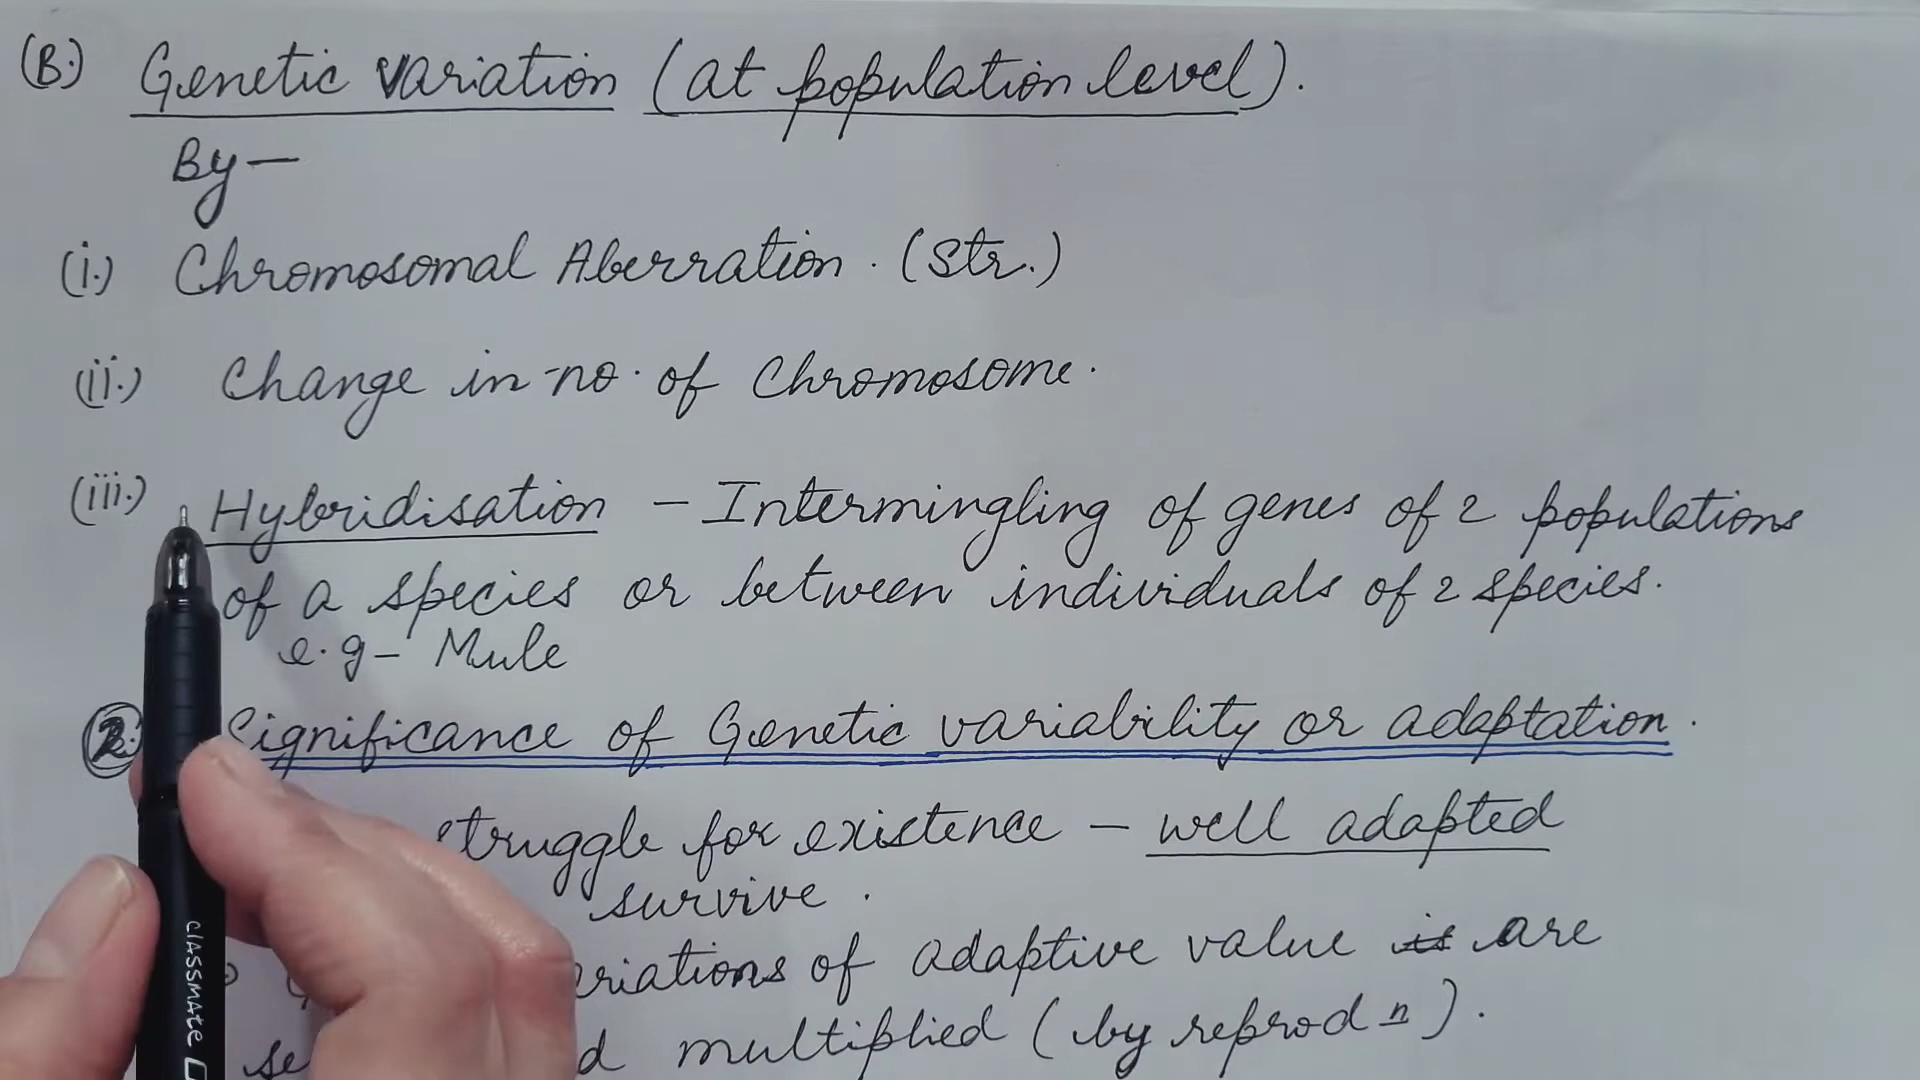 (B.) Genetic variation (at population level).
By —
(i.) Chromosomal Aberration. (Str.)
(ii.) Change in no. of Chromosome.
(iii.) Hybridisation — Intermingling of genes of 2 populations
of a species or between individuals of 2 species.
e.g — Mule
2. Significance of Genetic variability or adaptation.
struggle for existence — well adapted
survive.
of adaptive value are
multiplied (by reprodn).
CLASSMATE